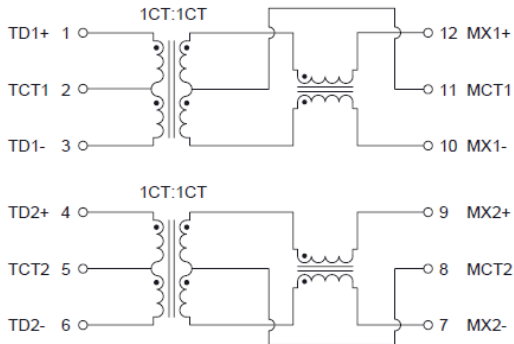 1CT:1CT
TD1+ 1 12 MX1+
TCT1 2 11 MCT1
TD1- 3 10 MX1-
1CT:1CT
TD2+ 4 9 MX2+
TCT2 5 8 MCT2
TD2- 6 7 MX2-